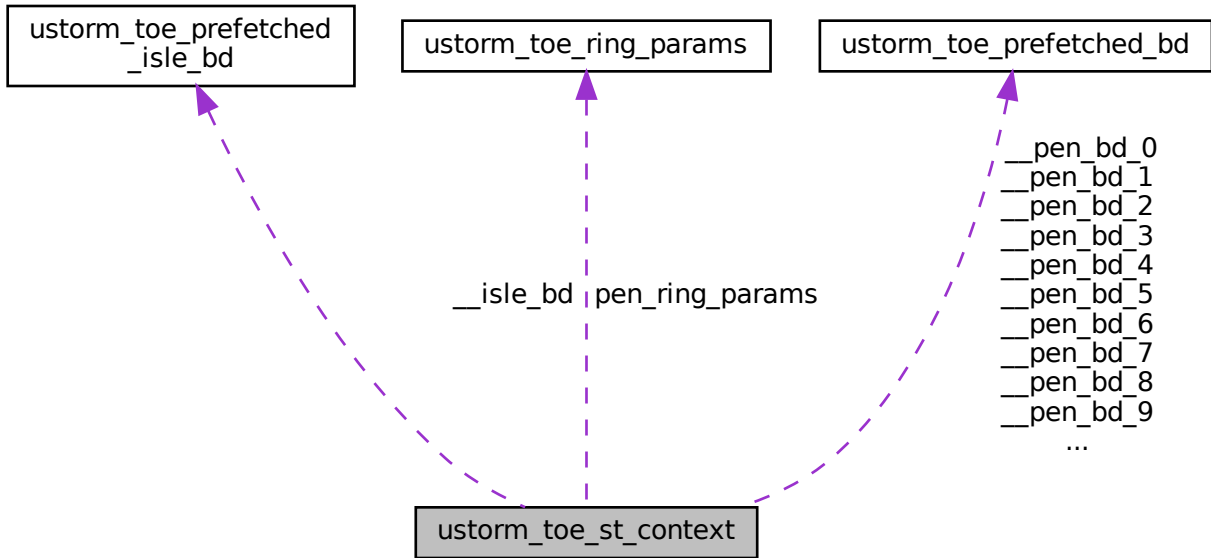 ustorm_toe_prefetched
_isle_bd
ustorm_toe_ring_params
ustorm_toe_prefetched_bd
__pen_bd_0
__pen_bd_1
__pen_bd_2
__pen_bd_3
__pen_bd_4
__pen_bd_5
__pen_bd_6
__pen_bd_7
__pen_bd_8
__pen_bd_9
...
__isle_bd
pen_ring_params
ustorm_toe_st_context